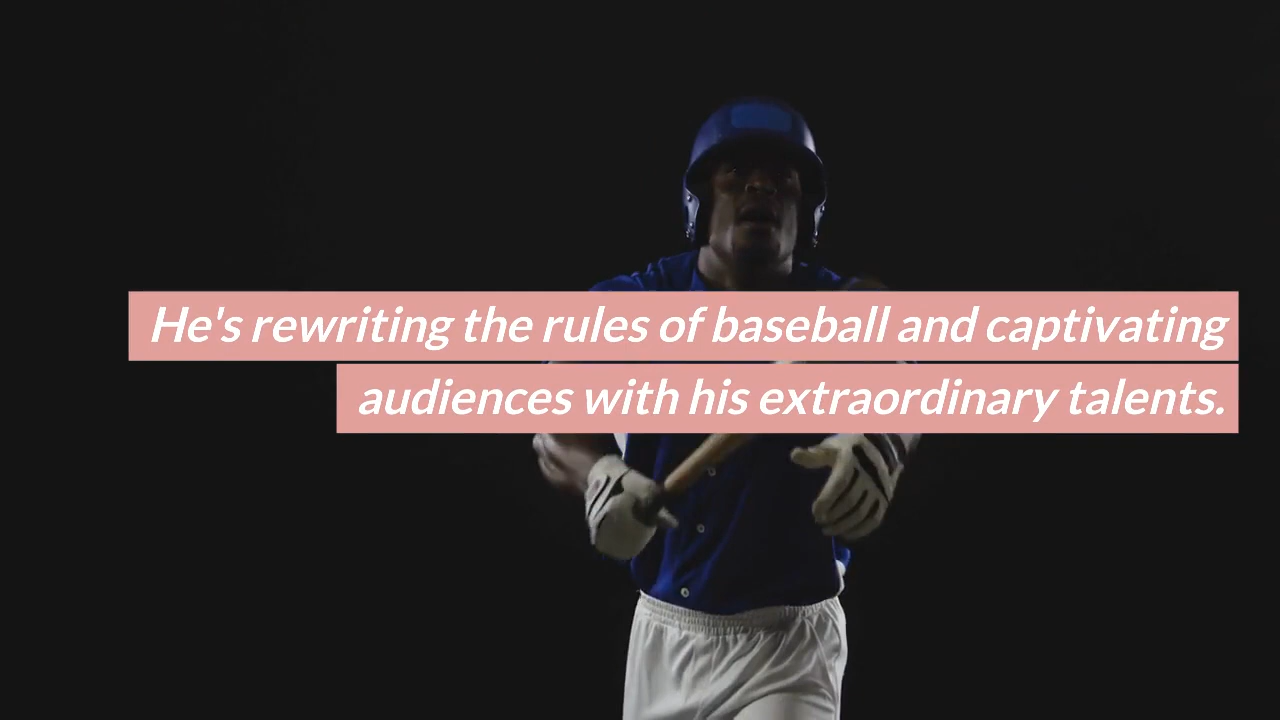 He's rewriting the rules of baseball and captivating
audiences with his extraordinary talents.